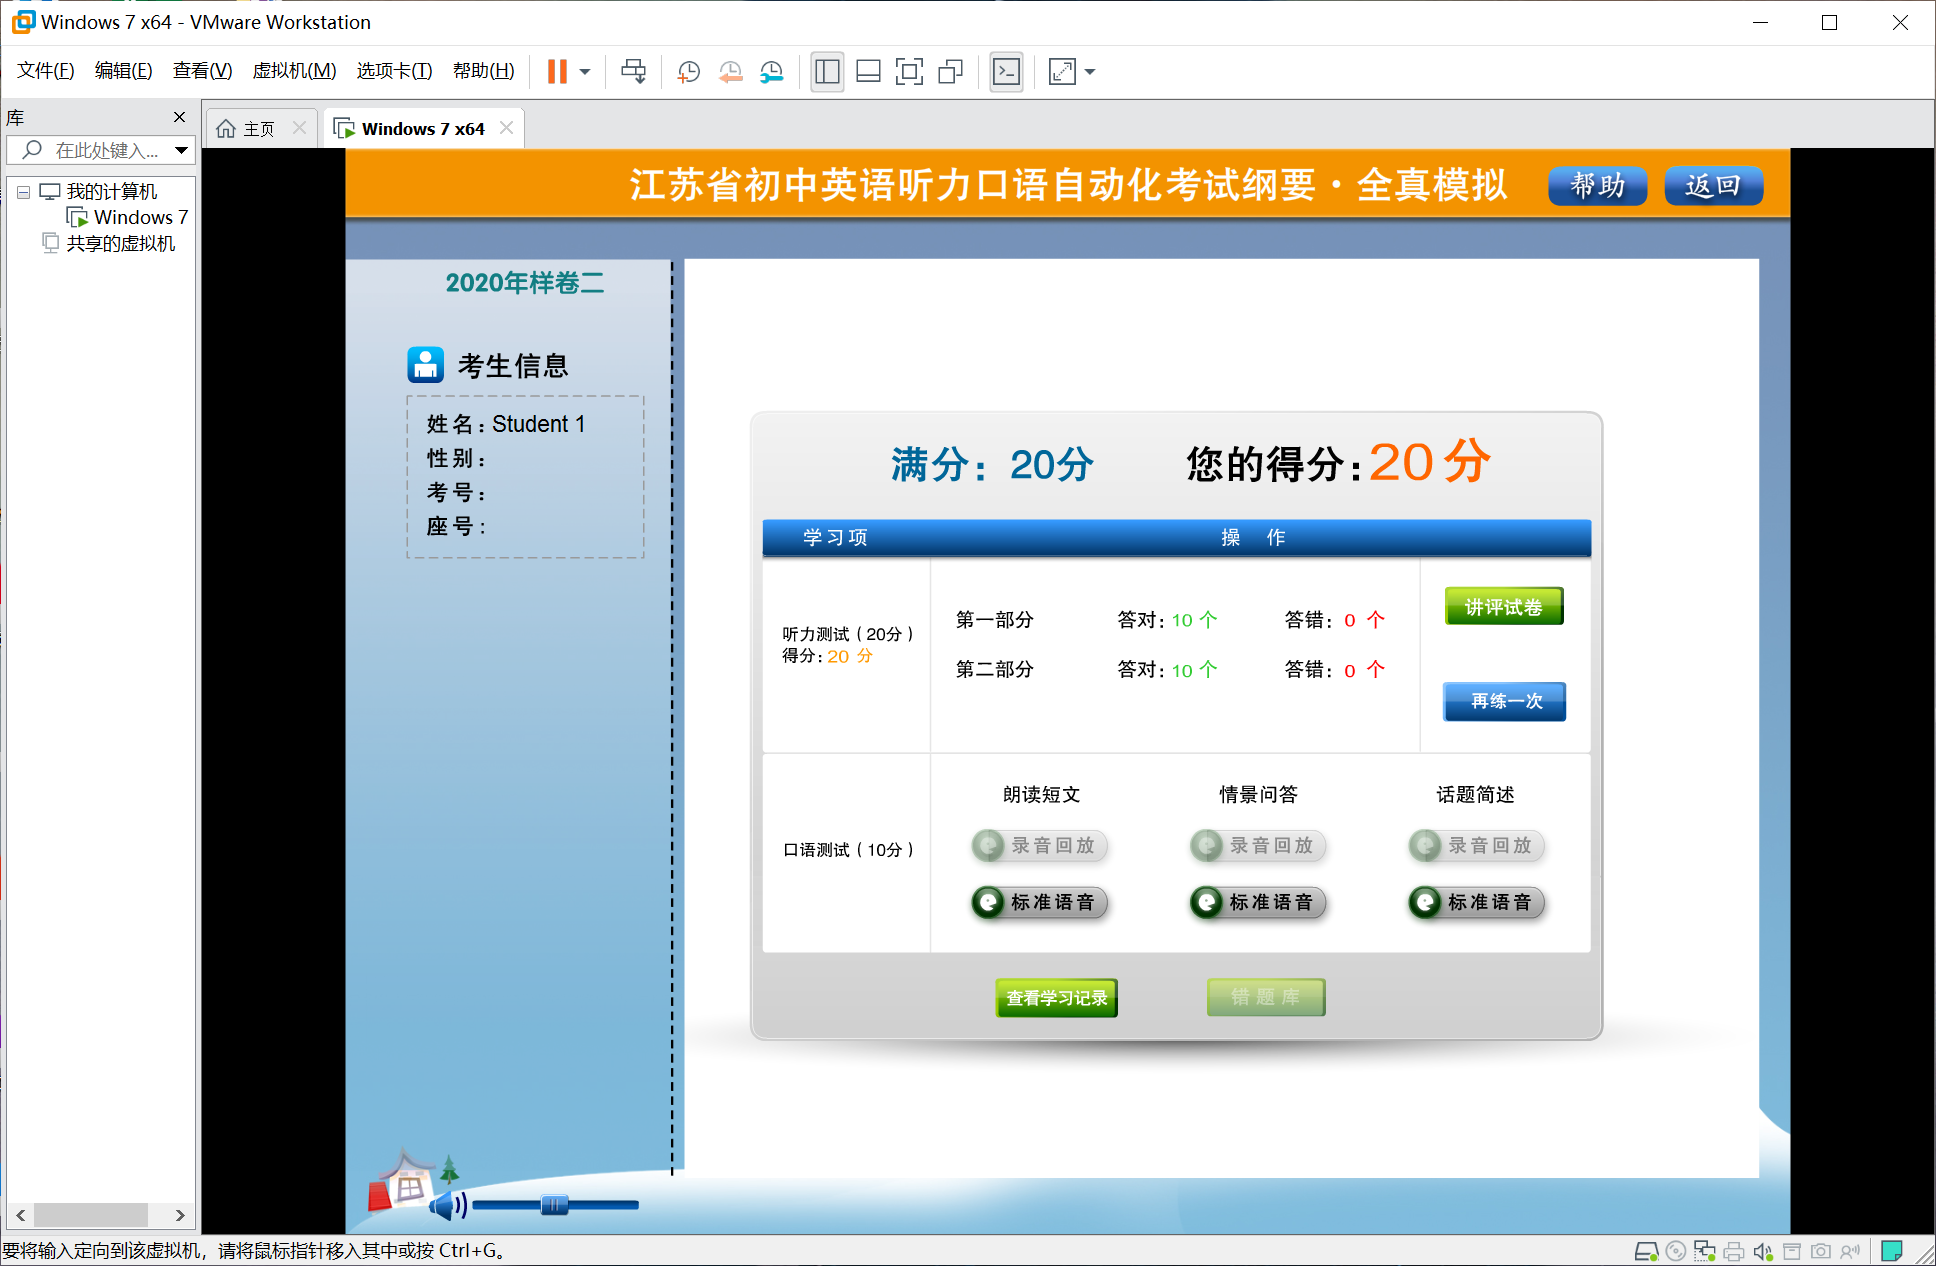 Windows 7 x64 - VMware Workstation
文件(F) 编辑(E) 查看(V) 虚拟机(M) 选项卡(T) 帮助(H)
库
主页
Windows 7 x64
在此处键入...
我的计算机
Windows 7
共享的虚拟机
江苏省初中英语听力口语自动化考试纲要·全真模拟
帮助
返回
2020年样卷二
考生信息
姓名：Student 1
性别：
考号：
座号：
满分：20分 您的得分：20 分
学习项 操 作
听力测试（20分）
得分：20 分
第一部分 答对：10 个 答错：0 个
第二部分 答对：10 个 答错：0 个
讲评试卷
再练一次
口语测试（10分）
朗读短文 情景问答 话题简述
录音回放 录音回放 录音回放
标准语音 标准语音 标准语音
查看学习记录 错题库
要将输入定向到该虚拟机，请将鼠标指针移入其中或按 Ctrl+G。